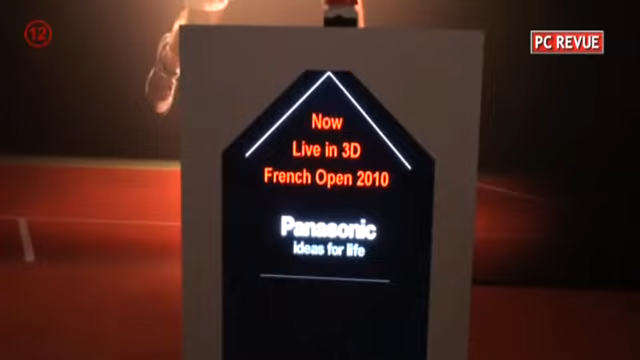 12
PC REVUE
Now
Live in 3D
French Open 2010
Panasonic
ideas for life